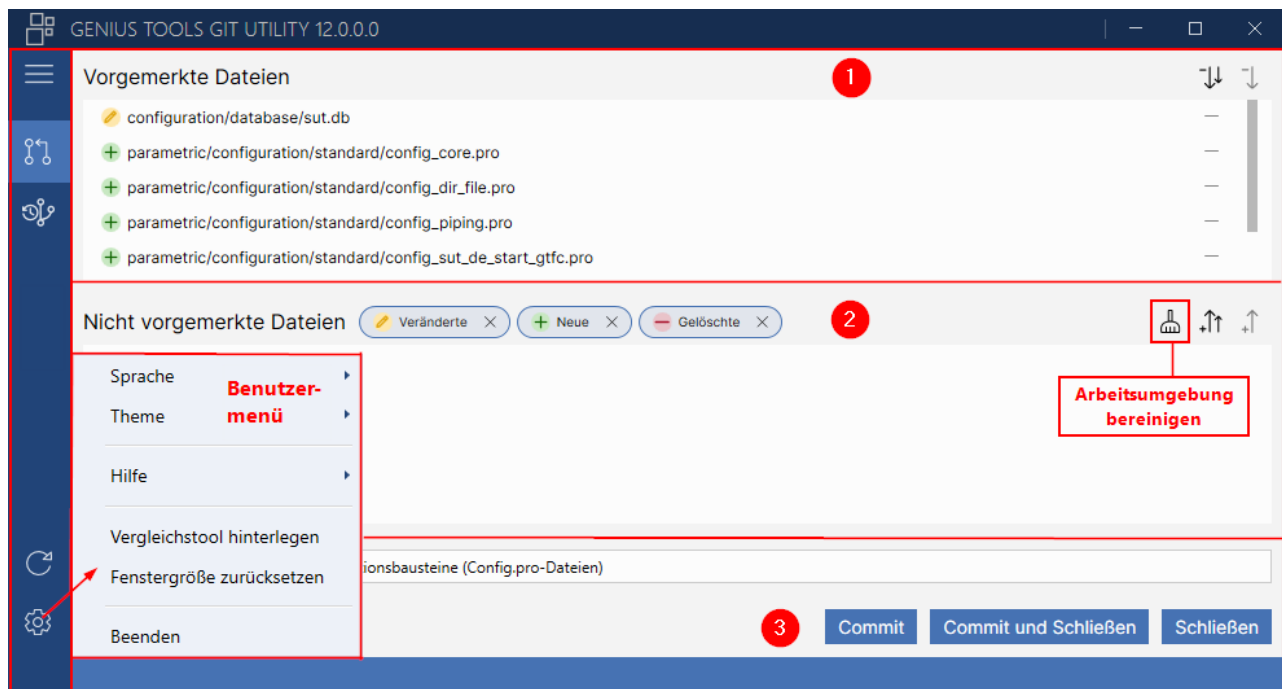 GENIUS TOOLS GIT UTILITY 12.0.0.0
Vorgemerkte Dateien
1
configuration/database/sut.db
parametric/configuration/standard/config_core.pro
parametric/configuration/standard/config_dir_file.pro
parametric/configuration/standard/config_piping.pro
parametric/configuration/standard/config_sut_de_start_gtfc.pro
Nicht vorgemerkte Dateien
Veränderte
Neue
Gelöschte
2
Arbeitsumgebung
bereinigen
Benutzer-
menü
Sprache
Theme
Hilfe
Vergleichstool hinterlegen
Fenstergröße zurücksetzen
Beenden
ionsbausteine (Config.pro-Dateien)
3
Commit
Commit und Schließen
Schließen